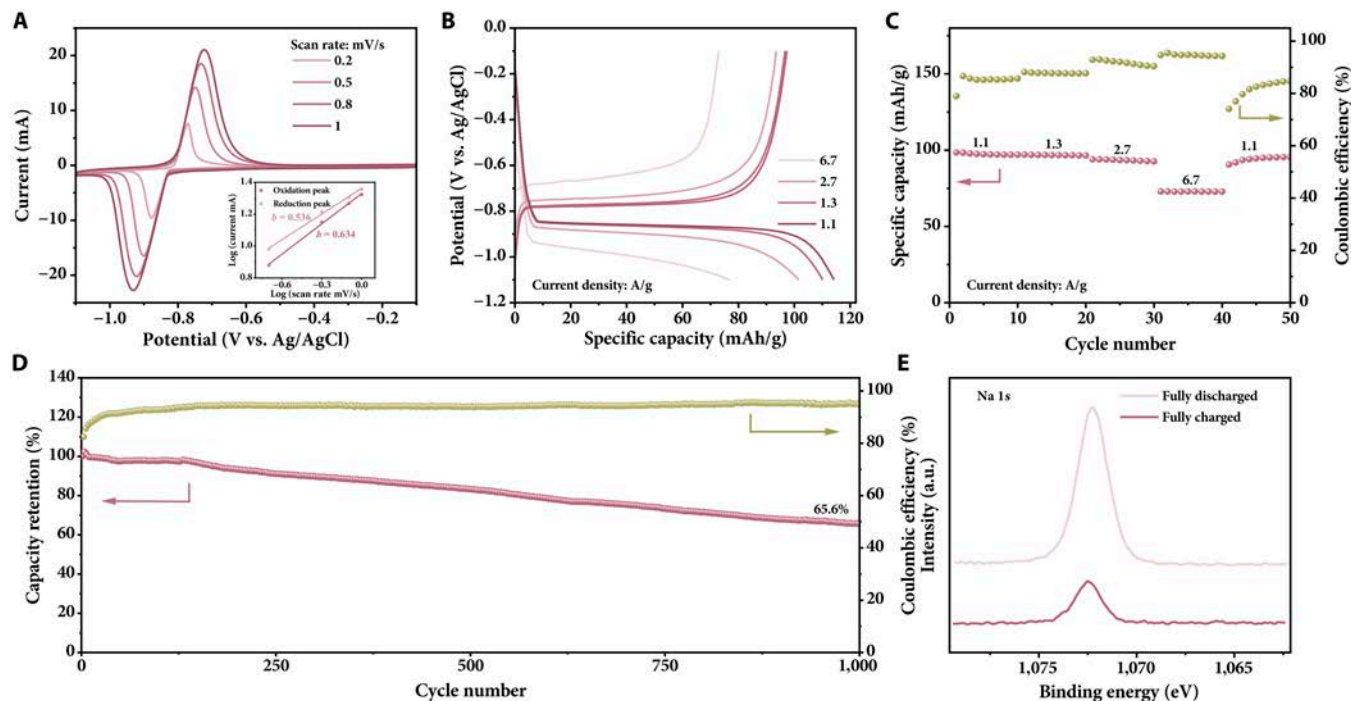 A
Scan rate: mV/s
0.2
0.5
0.8
1
20
10
0
−10
−20
Current (mA)
−1.0
−0.8
−0.6
−0.4
−0.2
Potential (V vs. Ag/AgCl)
Oxidation peak
Reduction peak
b = 0.536
b = 0.634
1.4
1.2
1.0
0.8
Log (current mA)
−0.6
−0.3
0.0
Log (scan rate mV/s)
B
0.0
−0.2
−0.4
−0.6
−0.8
−1.0
−1.2
Potential (V vs. Ag/AgCl)
6.7
2.7
1.3
1.1
Current density: A/g
0
20
40
60
80
100
120
Specific capacity (mAh/g)
C
150
100
75
25
0
Specific capacity (mAh/g)
1.1
1.3
2.7
6.7
1.1
Current density: A/g
100
80
60
40
20
0
Coulombic efficiency (%)
0
10
20
30
40
50
Cycle number
D
140
120
100
80
60
40
20
0
Capacity retention (%)
65.6%
100
80
60
40
20
0
Coulombic efficiency (%)
0
250
500
750
1,000
Cycle number
E
Na 1s
Fully discharged
Fully charged
Intensity (a.u.)
1,075
1,070
1,065
Binding energy (eV)